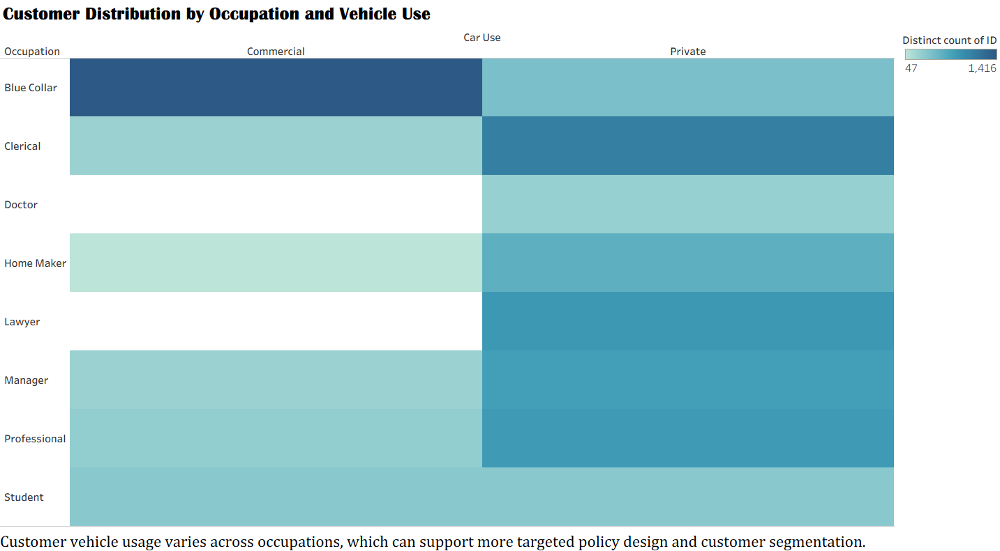 Customer Distribution by Occupation and Vehicle Use
Car Use
Occupation Commercial Private
Distinct count of ID
47 1,416
Blue Collar
Clerical
Doctor
Home Maker
Lawyer
Manager
Professional
Student
Customer vehicle usage varies across occupations, which can support more targeted policy design and customer segmentation.